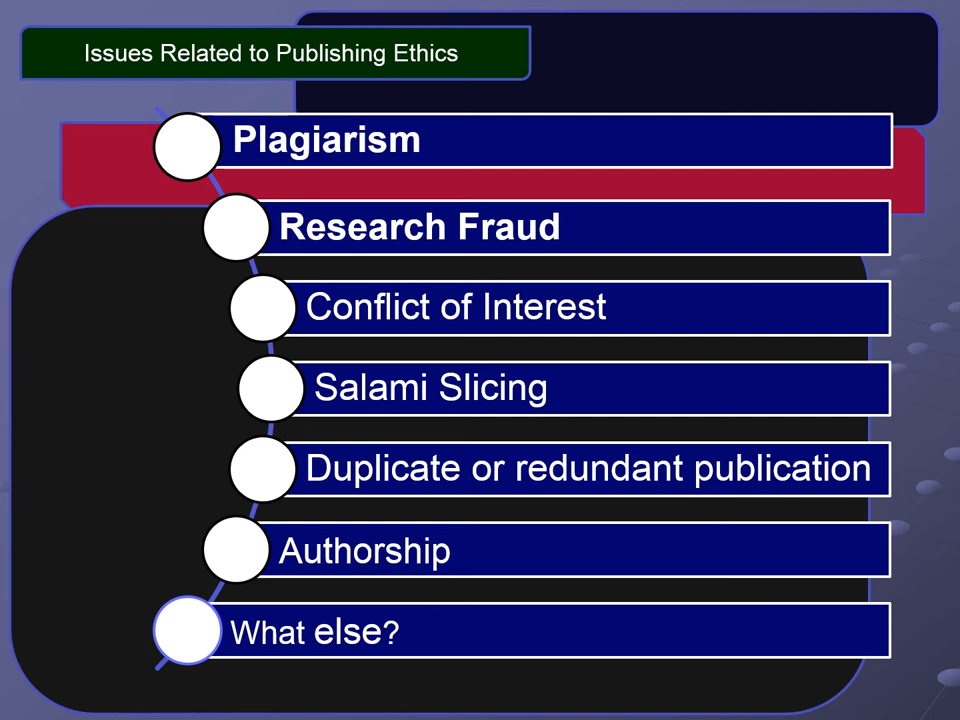 Issues Related to Publishing Ethics
Plagiarism
Research Fraud
Conflict of Interest
Salami Slicing
Duplicate or redundant publication
Authorship
What else?